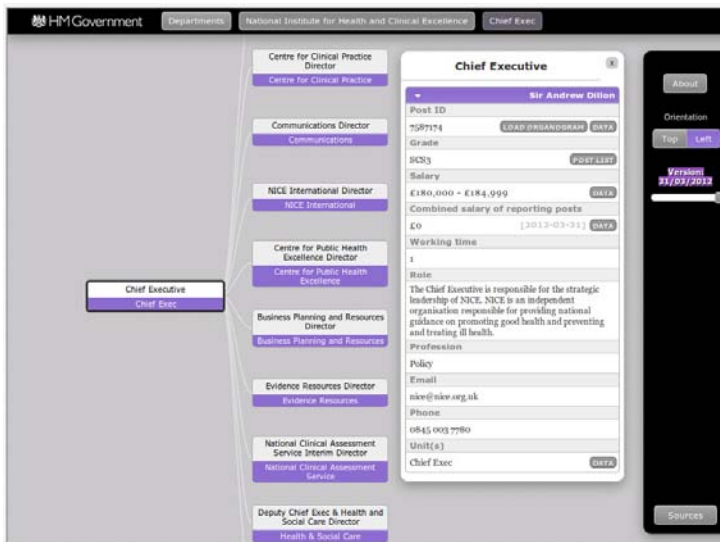 HM Government
Departments
National Institute for Health and Clinical Excellence
Chief Exec
Chief Executive
Chief Exec
Centre for Clinical Practice
Director
Centre for Clinical Practice
Communications Director
Communications
NICE International Director
NICE International
Centre for Public Health
Excellence Director
Centre for Public Health
Excellence
Business Planning and Resources
Director
Business Planning and Resources
Evidence Resources Director
Evidence Resources
National Clinical Assessment
Service Interim Director
National Clinical Assessment
Service
Deputy Chief Exec & Health and
Social Care Director
Health & Social Care
Chief Executive
x
Sir Andrew Dillon
Post ID
7587174 LOAD ORGANOGRAM DATA
Grade
SCS3 POST LIST
Salary
£180,000 - £184,999 DATA
Combined salary of reporting posts
£0 [2012-03-31] DATA
Working time
1
Role
The Chief Executive is responsible for the strategic
leadership of NICE. NICE is an independent
organisation responsible for providing national
guidance on promoting good health and preventing
and treating ill health.
Profession
Policy
Email
nice@nice.org.uk
Phone
0845 003 7780
Unit(s)
Chief Exec DATA
About
Orientation
Top Left
Version:
31/03/2012
Sources